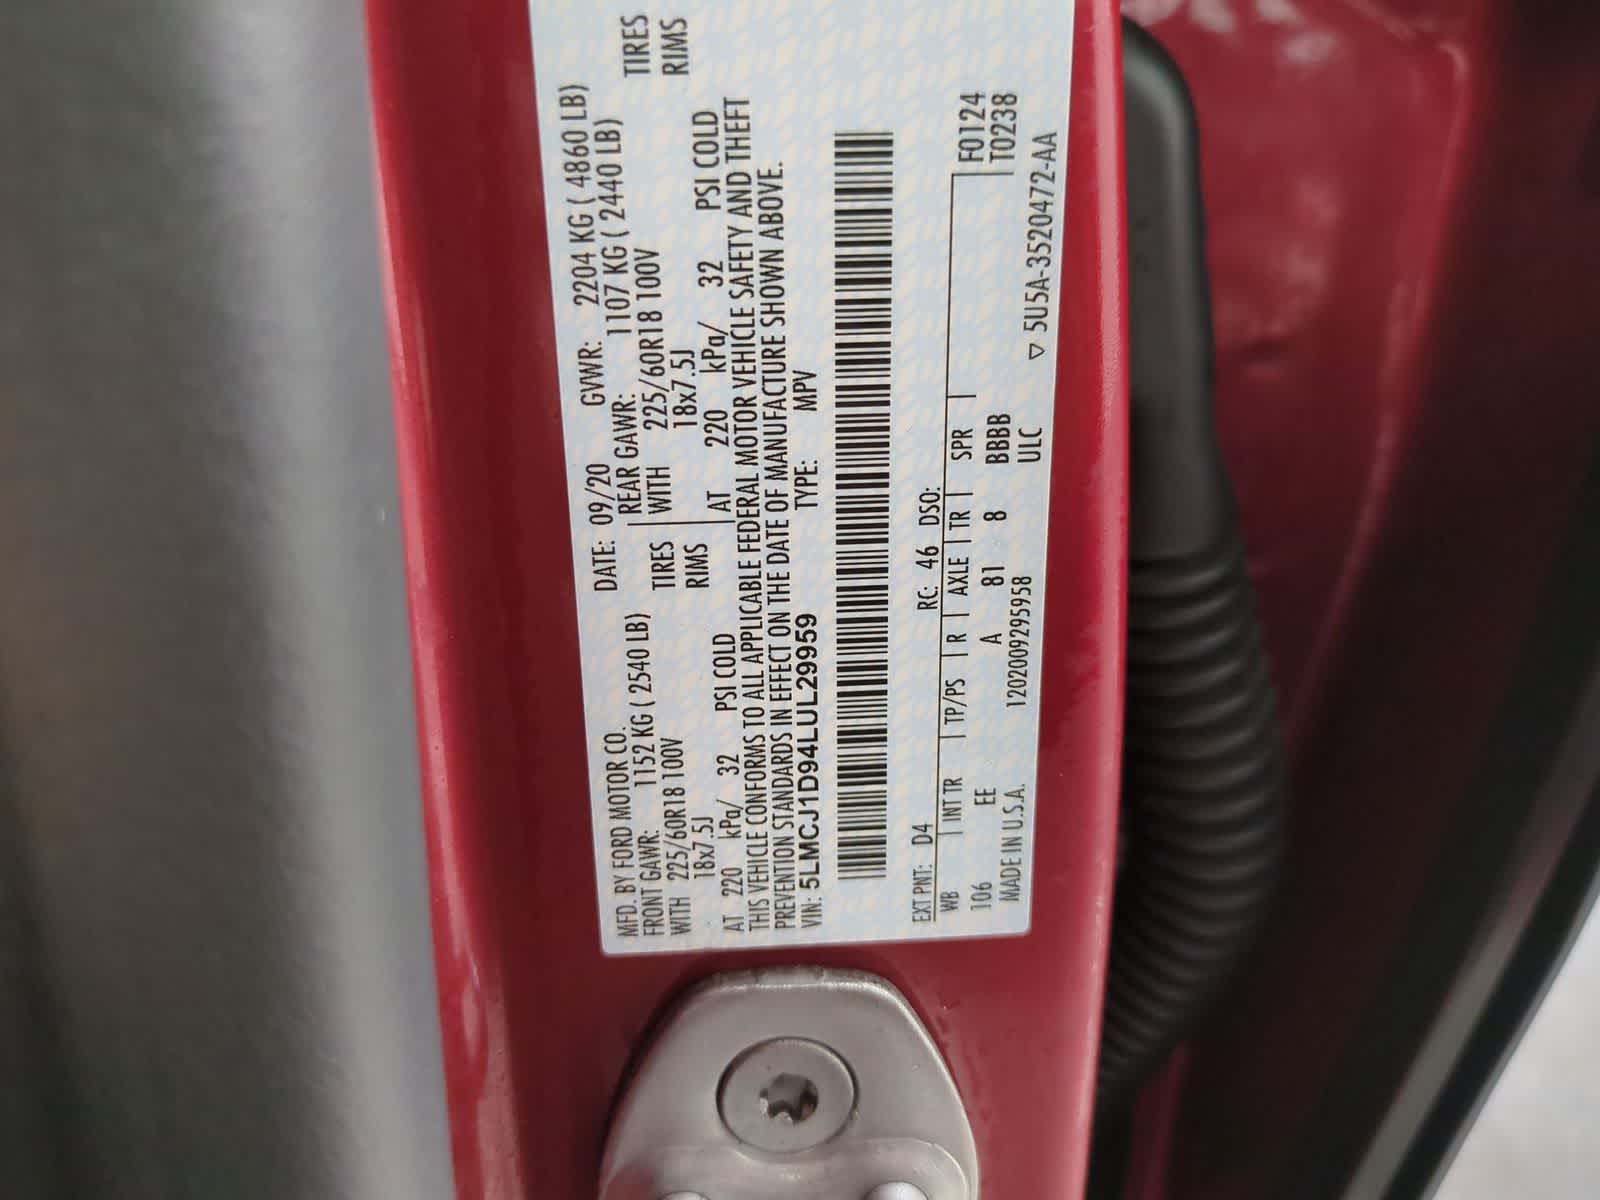 MFD. BY FORD MOTOR CO. DATE: 09/20 GVWR: 2204 KG ( 4860 LB)
FRONT GAWR: 1152 KG ( 2540 LB) REAR GAWR: 1107 KG ( 2440 LB)
WITH 225/60R18 100V TIRES WITH 225/60R18 100V TIRES
18x7.5J RIMS 18x7.5J RIMS
AT 220 kPa/ 32 PSI COLD AT 220 kPa/ 32 PSI COLD
THIS VEHICLE CONFORMS TO ALL APPLICABLE FEDERAL MOTOR VEHICLE SAFETY AND THEFT
PREVENTION STANDARDS IN EFFECT ON THE DATE OF MANUFACTURE SHOWN ABOVE.
VIN: 5LMCJ1D94LUL29959 TYPE: MPV
EXT PNT: D4 RC: 46 DSO:
WB INT TR TP/PS R AXLE TR SPR F0124
106 EE A 81 8 BBBB T0238
MADE IN U.S.A. 120200929595​8 ULC
▽ 5U5A-3520472-AA